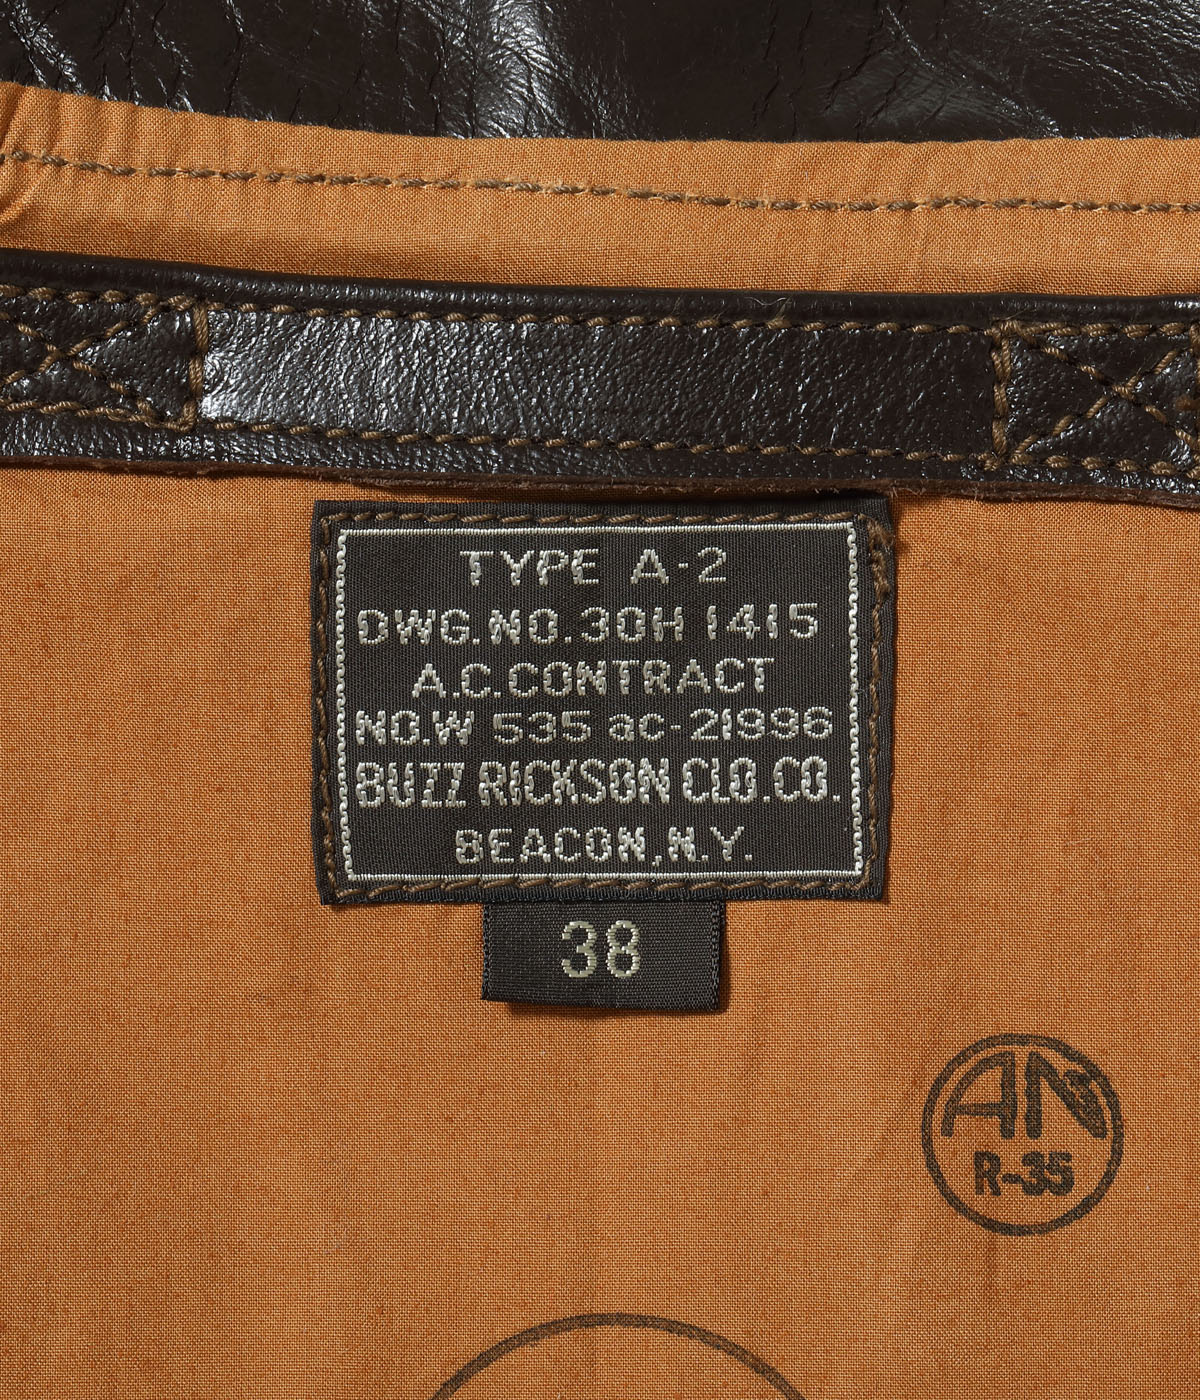 TYPE A-2
DWG.NO.30H 1415
A.C.CONTRACT
NO.W 535 ac-21996
BUZZ RICKSON CLO.CO.
BEACON,N.Y.
38
AN
R-35